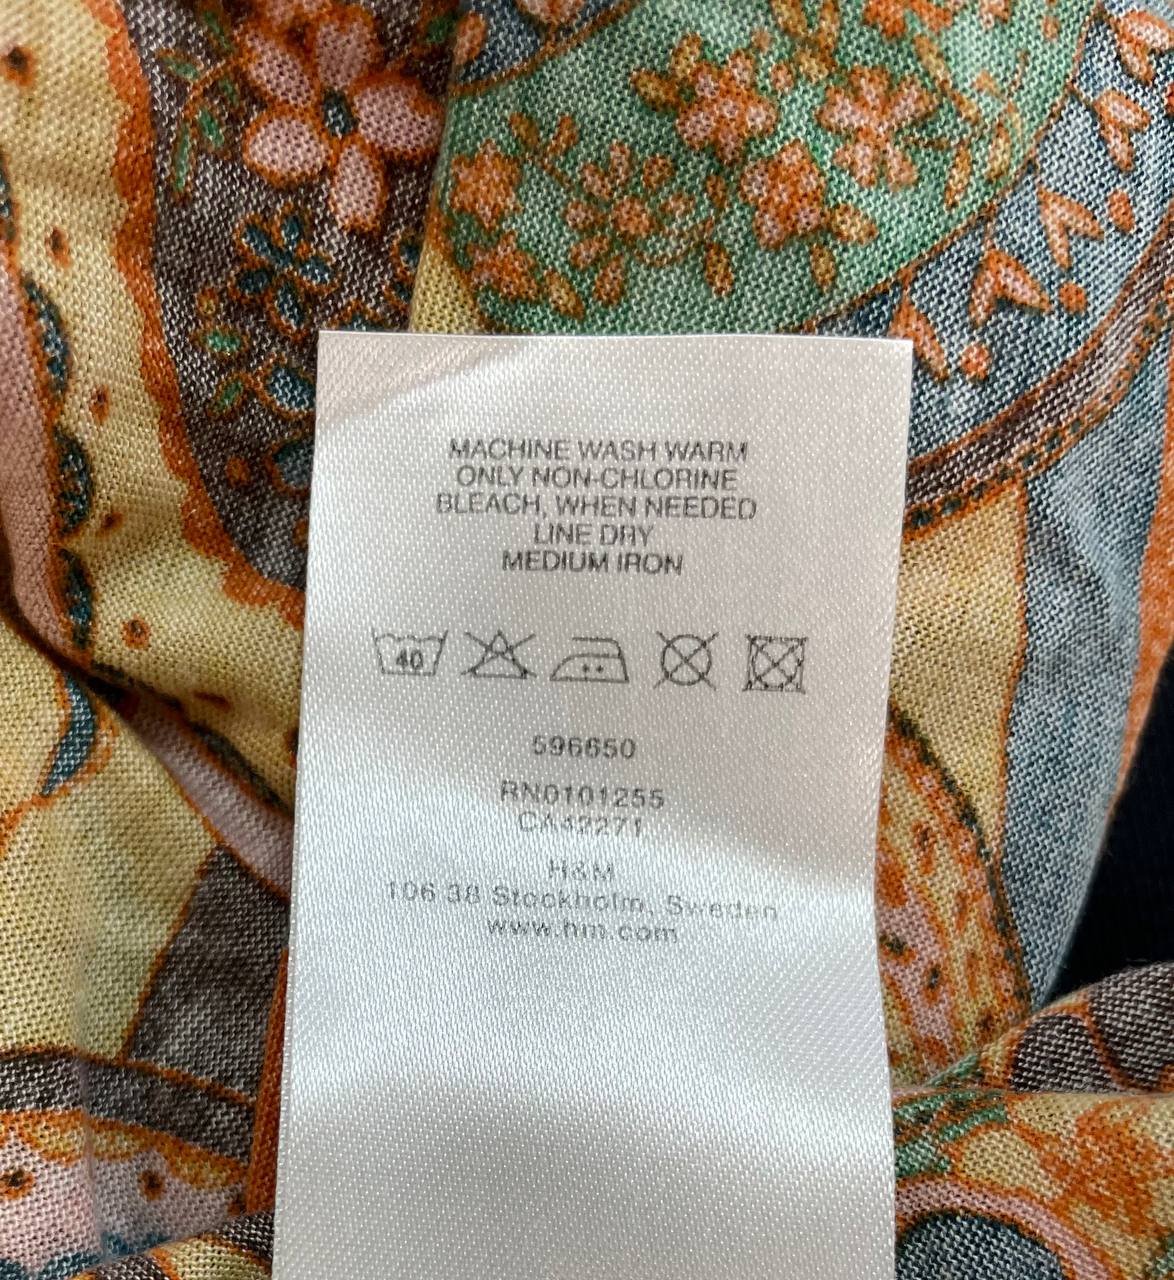 MACHINE WASH WARM
ONLY NON-CHLORINE
BLEACH, WHEN NEEDED
LINE DRY
MEDIUM IRON
40
596650
RN0101255
CA42271
H&M
106 38 Stockholm, Sweden
www.hm.com